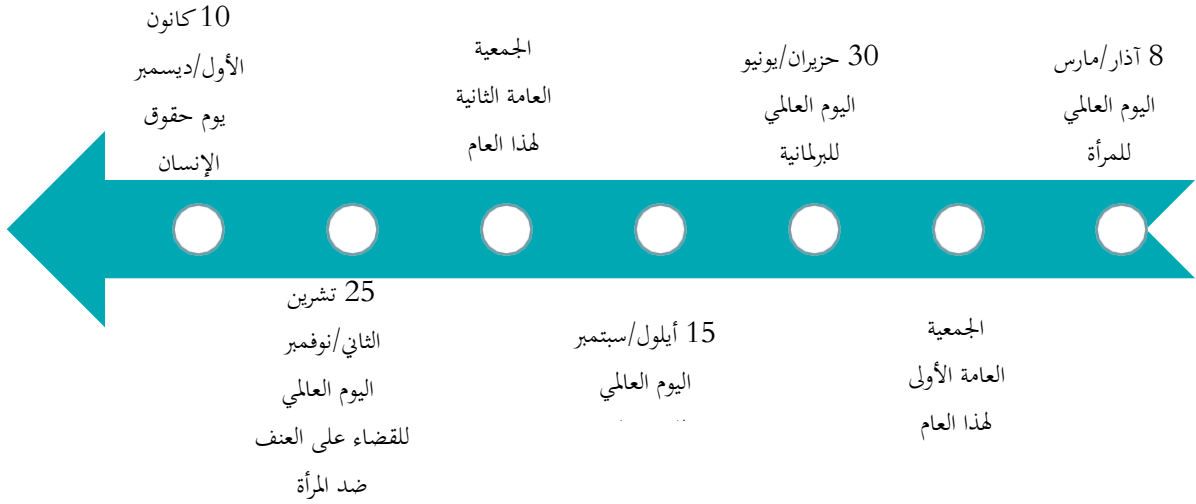 8 آذار/مارس
اليوم العالمي
للمرأة
الجمعية
العامة الأولى
لهذا العام
30 حزيران/يونيو
اليوم العالمي
للبرلمانية
15 أيلول/سبتمبر
اليوم العالمي
الجمعية
العامة الثانية
لهذا العام
25 تشرين
الثاني/نوفمبر
اليوم العالمي
للقضاء على العنف
ضد المرأة
10 كانون
الأول/ديسمبر
يوم حقوق
الإنسان